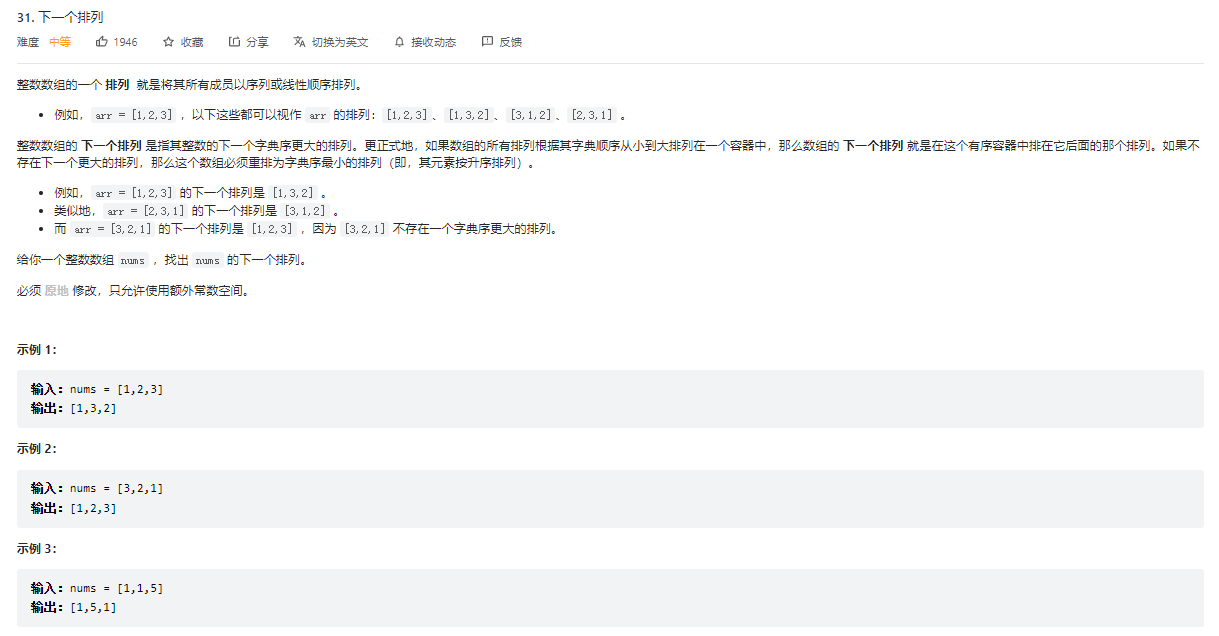 31. 下一个排列
难度 中等 1946 收藏 分享 切换为英文 接收动态 反馈
整数数组的一个 排列 就是将其所有成员以序列或线性顺序排列。
例如，arr = [1,2,3] ，以下这些都可以视作 arr 的排列：[1,2,3]、[1,3,2]、[3,1,2]、[2,3,1] 。
整数数组的 下一个排列 是指其整数的下一个字典序更大的排列。更正式地，如果数组的所有排列根据其字典顺序从小到大排列在一个容器中，那么数组的 下一个排列 就是在这个有序容器中排在它后面的那个排列。如果不
存在下一个更大的排列，那么这个数组必须重排为字典序最小的排列（即，其元素按升序排列）。
例如，arr = [1,2,3] 的下一个排列是 [1,3,2] 。
类似地，arr = [2,3,1] 的下一个排列是 [3,1,2] 。
而 arr = [3,2,1] 的下一个排列是 [1,2,3] ，因为 [3,2,1] 不存在一个字典序更大的排列。
给你一个整数数组 nums ，找出 nums 的下一个排列。
必须 原地 修改，只允许使用额外常数空间。
示例 1：
输入：nums = [1,2,3]
输出：[1,3,2]
示例 2：
输入：nums = [3,2,1]
输出：[1,2,3]
示例 3：
输入：nums = [1,1,5]
输出：[1,5,1]